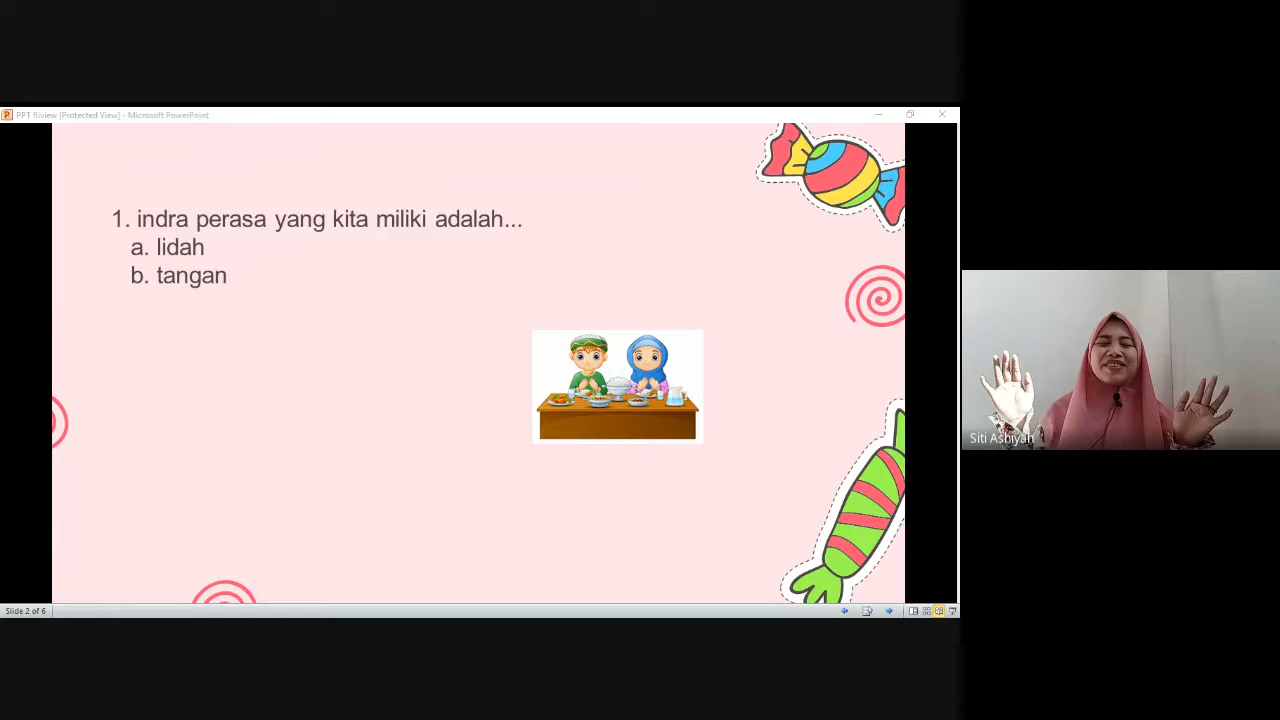 PPT Riview [Protected View] - Microsoft PowerPoint
1. indra perasa yang kita miliki adalah...
a. lidah
b. tangan
Siti Asbiyah
Slide 2 of 6